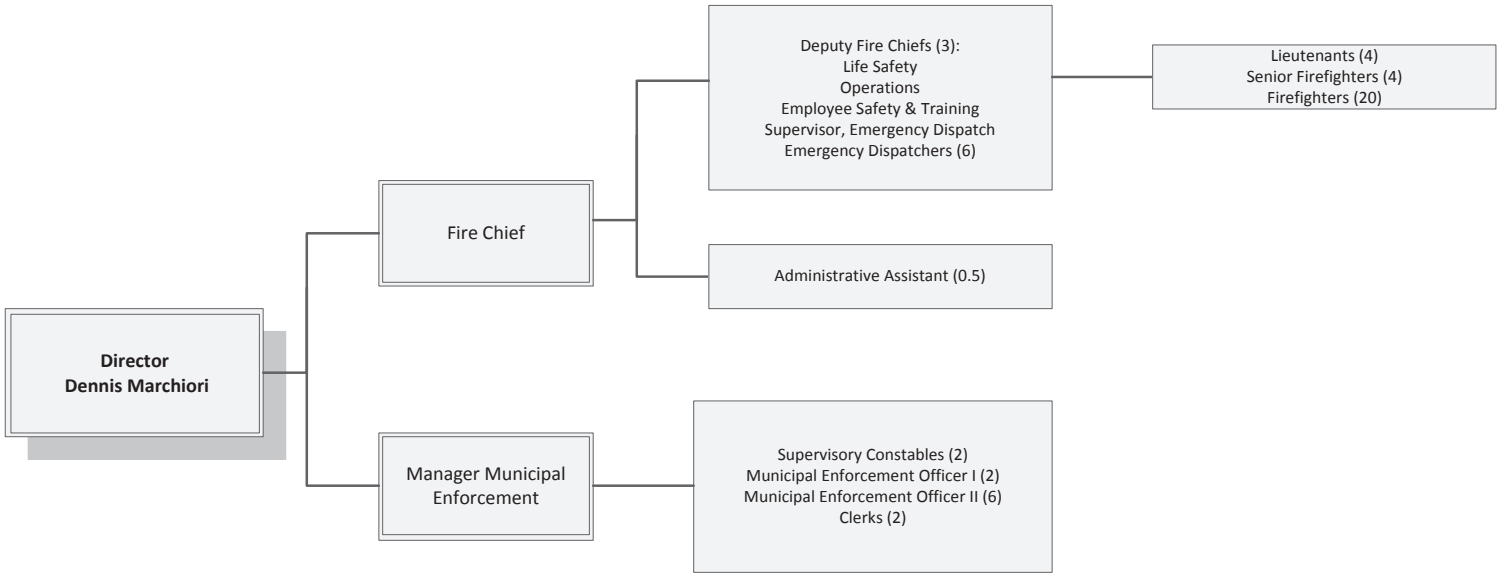 Director
Dennis Marchiori
Fire Chief
Manager Municipal
Enforcement
Deputy Fire Chiefs (3):
Life Safety
Operations
Employee Safety & Training
Supervisor, Emergency Dispatch
Emergency Dispatchers (6)
Administrative Assistant (0.5)
Supervisory Constables (2)
Municipal Enforcement Officer I (2)
Municipal Enforcement Officer II (6)
Clerks (2)
Lieutenants (4)
Senior Firefighters (4)
Firefighters (20)